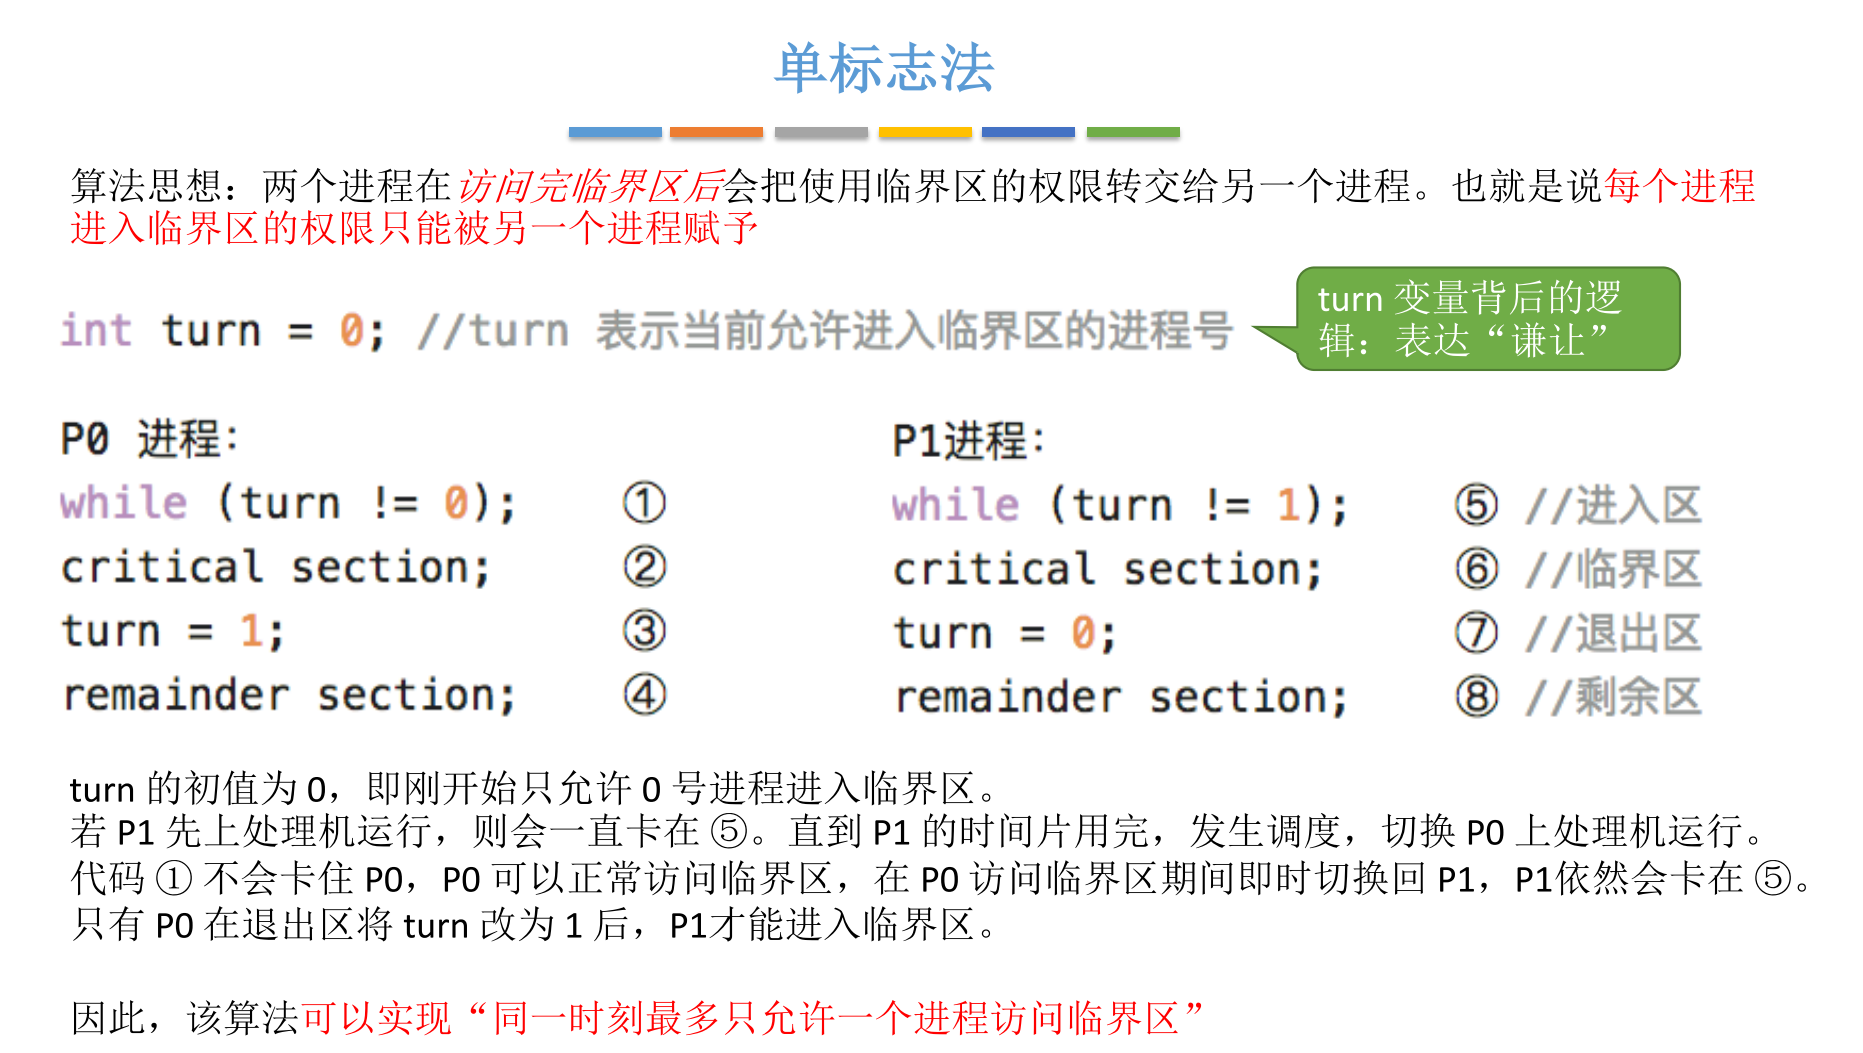 单标志法
算法思想：两个进程在访问完临界区后会把使用临界区的权限转交给另一个进程。也就是说每个进程
进入临界区的权限只能被另一个进程赋予
int turn = 0; //turn 表示当前允许进入临界区的进程号
turn 变量背后的逻
辑：表达“谦让”
P0 进程：
while (turn != 0); ①
critical section; ②
turn = 1; ③
remainder section; ④
P1进程：
while (turn != 1); ⑤ //进入区
critical section; ⑥ //临界区
turn = 0; ⑦ //退出区
remainder section; ⑧ //剩余区
turn 的初值为 0，即刚开始只允许 0 号进程进入临界区。
若 P1 先上处理机运行，则会一直卡在 ⑤。直到 P1 的时间片用完，发生调度，切换 P0 上处理机运行。
代码 ① 不会卡住 P0，P0 可以正常访问临界区，在 P0 访问临界区期间即时切换回 P1，P1依然会卡在 ⑤。
只有 P0 在退出区将 turn 改为 1 后，P1才能进入临界区。
因此，该算法可以实现“同一时刻最多只允许一个进程访问临界区”